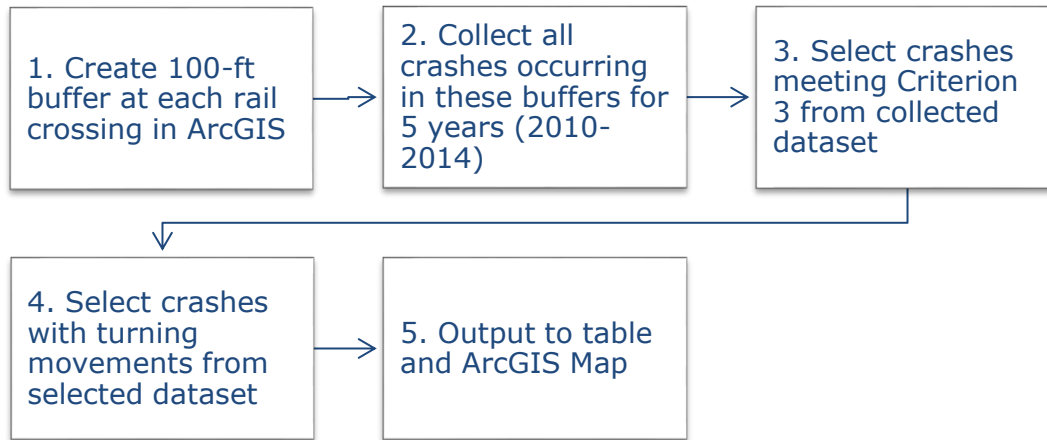 1. Create 100-ft
buffer at each rail
crossing in ArcGIS
2. Collect all
crashes occurring
in these buffers for
5 years (2010-
2014)
3. Select crashes
meeting Criterion
3 from collected
dataset
4. Select crashes
with turning
movements from
selected dataset
5. Output to table
and ArcGIS Map